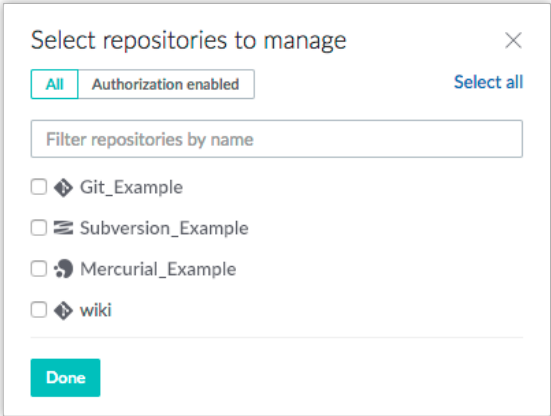 Select repositories to manage
All Authorization enabled Select all
Filter repositories by name
Git_Example
Subversion_Example
Mercurial_Example
wiki
Done